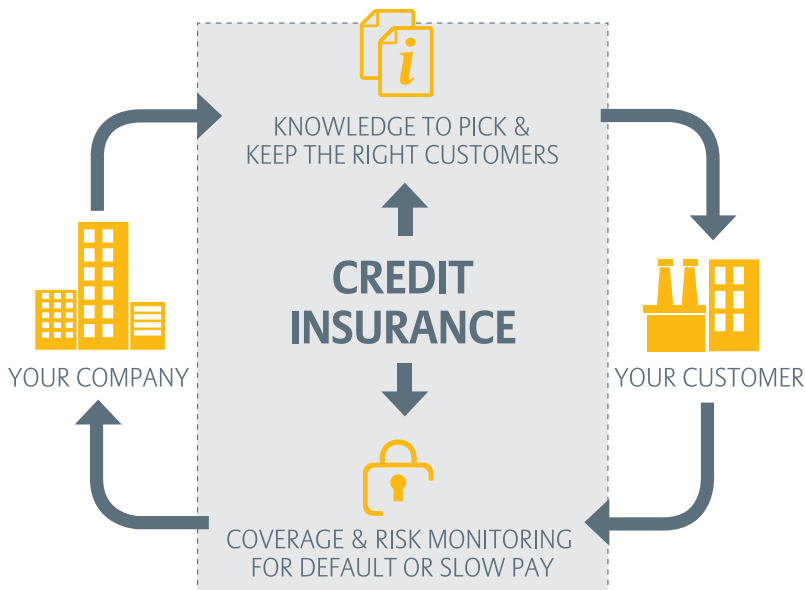 i
KNOWLEDGE TO PICK &
KEEP THE RIGHT CUSTOMERS
CREDIT
INSURANCE
YOUR COMPANY
YOUR CUSTOMER
COVERAGE & RISK MONITORING
FOR DEFAULT OR SLOW PAY